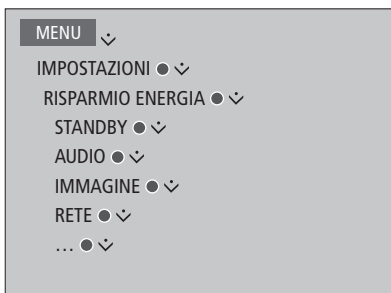 MENU
IMPOSTAZIONI
RISPARMIO ENERGIA
STANDBY
AUDIO
IMMAGINE
RETE
…